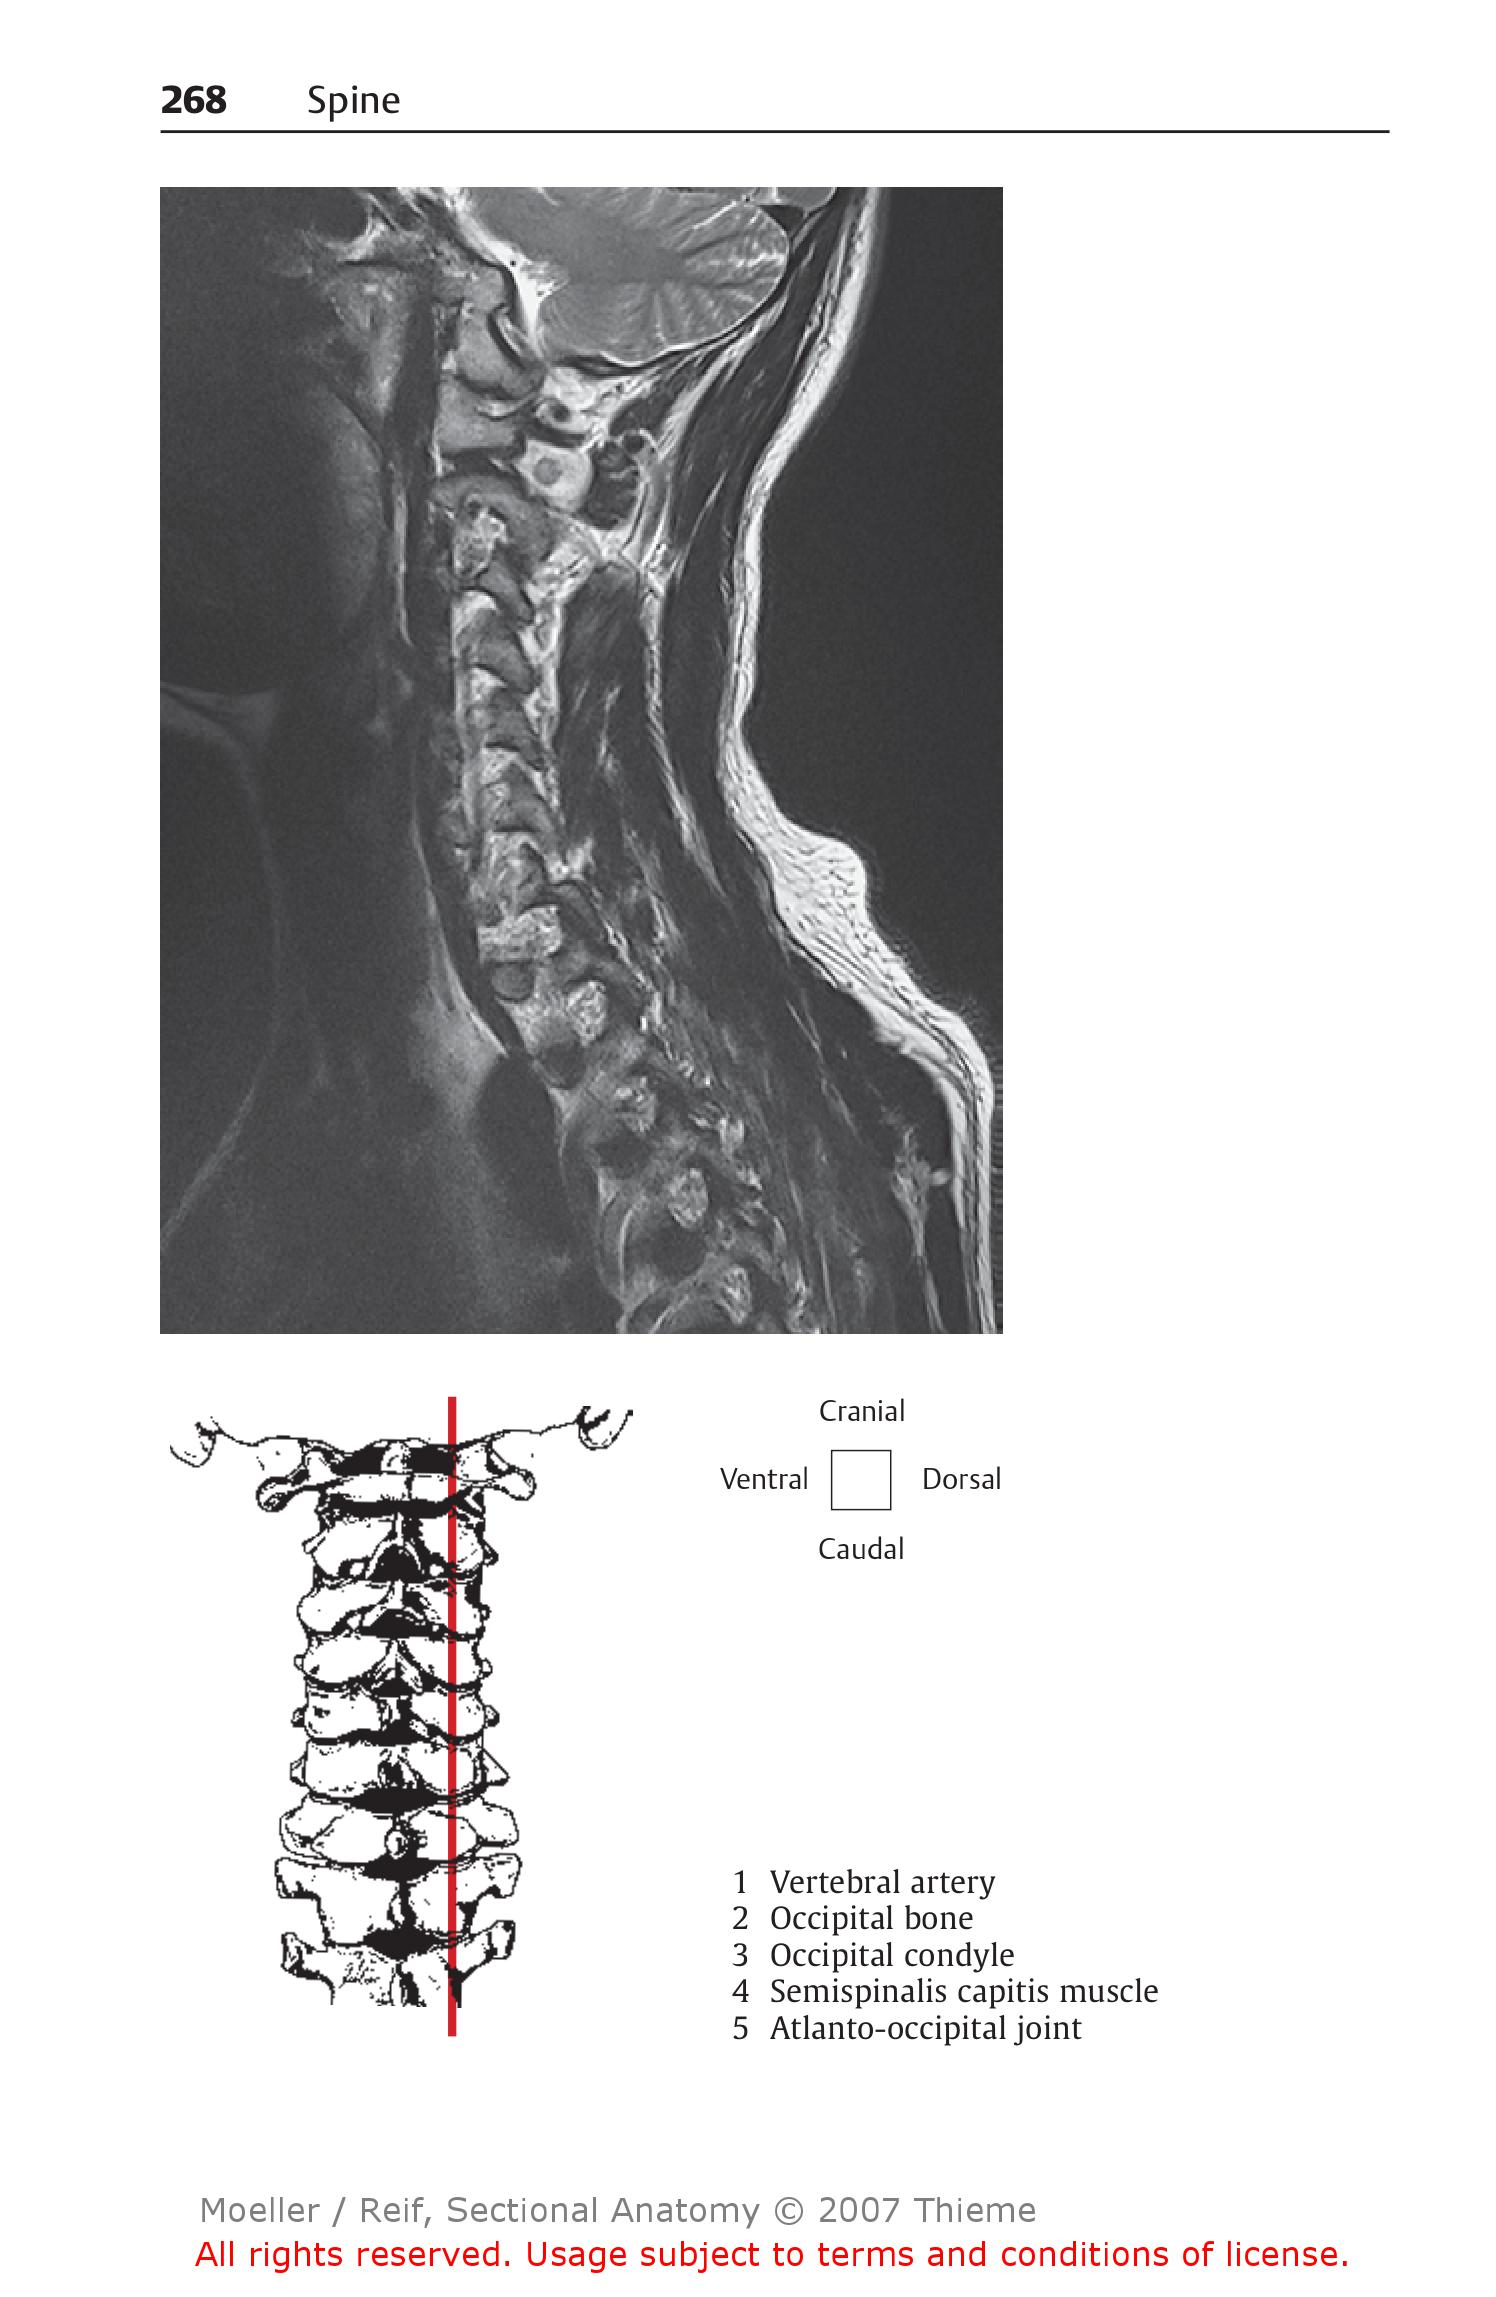 268 Spine
Cranial
Ventral Dorsal
Caudal
1 Vertebral artery
2 Occipital bone
3 Occipital condyle
4 Semispinalis capitis muscle
5 Atlanto-occipital joint
Moeller / Reif, Sectional Anatomy © 2007 Thieme
All rights reserved. Usage subject to terms and conditions of license.